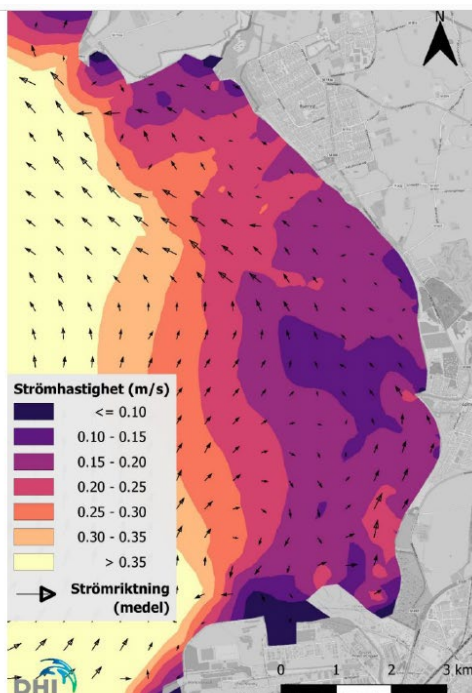 N
Strömhastighet (m/s)
<= 0.10
0.10 - 0.15
0.15 - 0.20
0.20 - 0.25
0.25 - 0.30
0.30 - 0.35
> 0.35
Strömriktning
(medel)
DHI
0 1 2 3 km